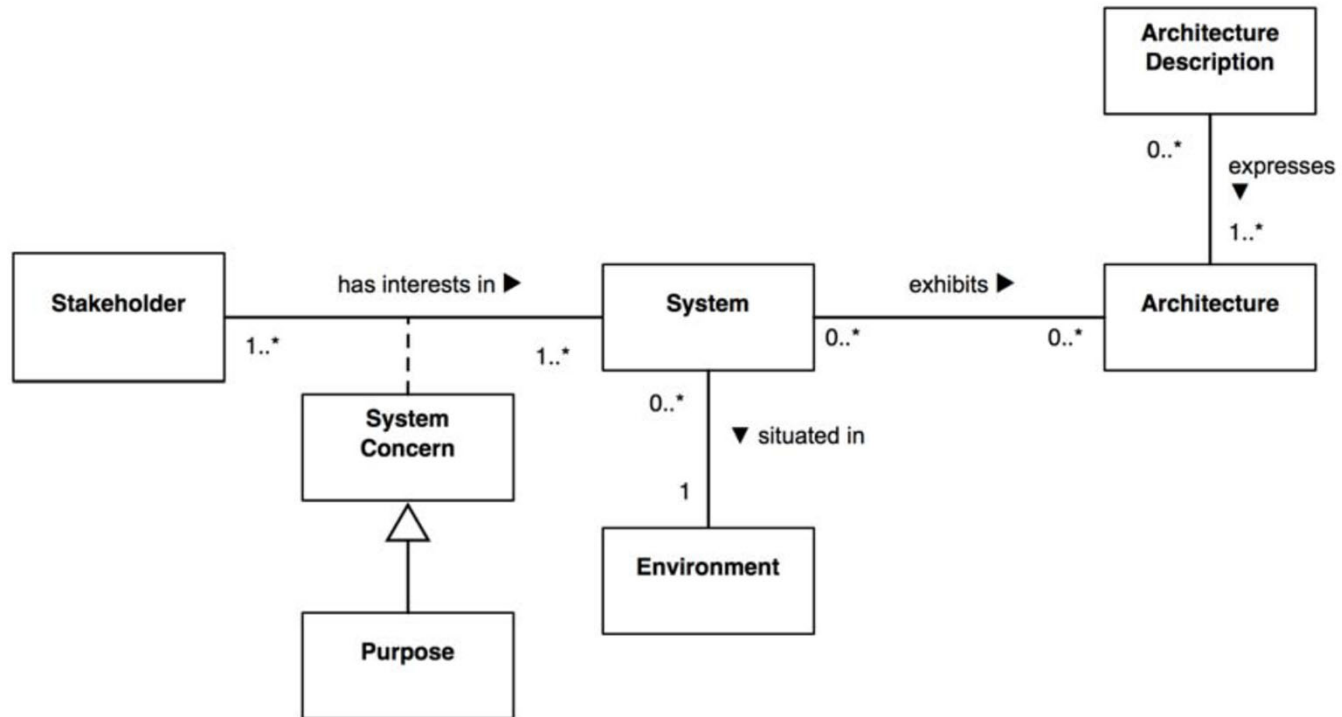 Architecture
Description
0..*
expresses
▼
1..*
Stakeholder
has interests in ▶
System
exhibits ▶
Architecture
1..*
1..*
0..*
0..*
System
Concern
0..*
▼ situated in
1
Environment
Purpose